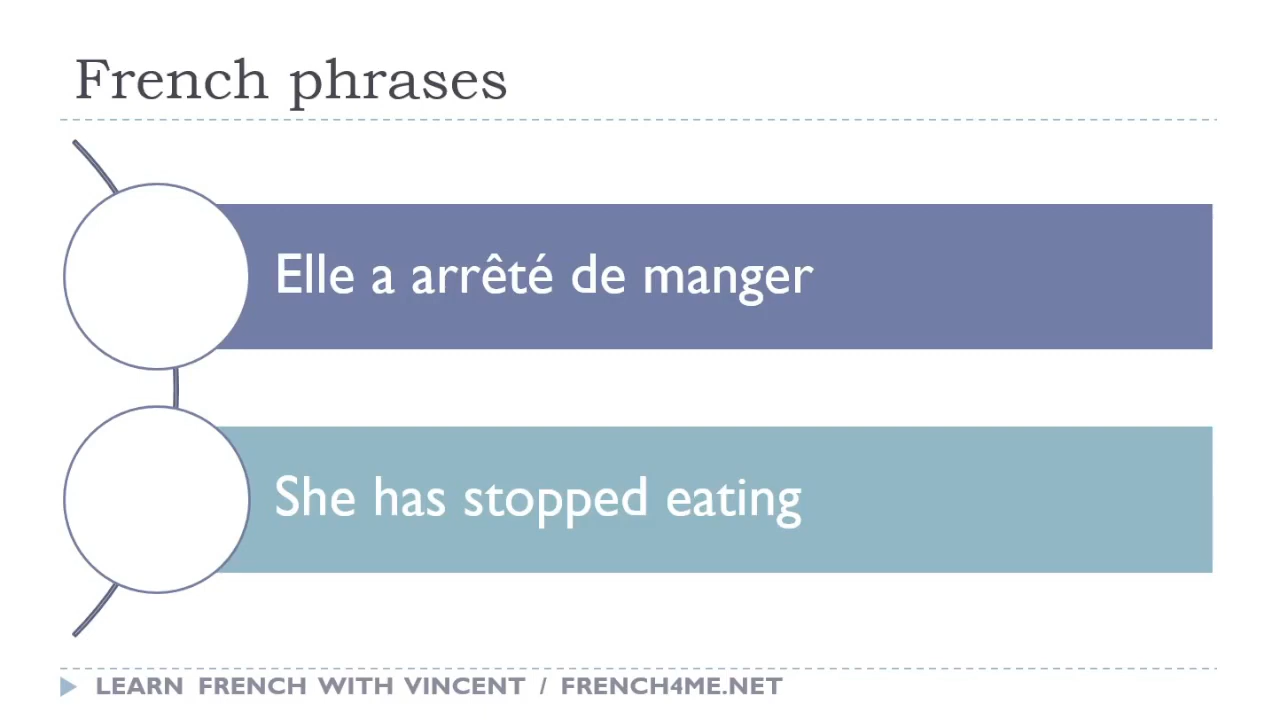 French phrases
Elle a arrêté de manger
She has stopped eating
LEARN FRENCH WITH VINCENT / FRENCH4ME.NET